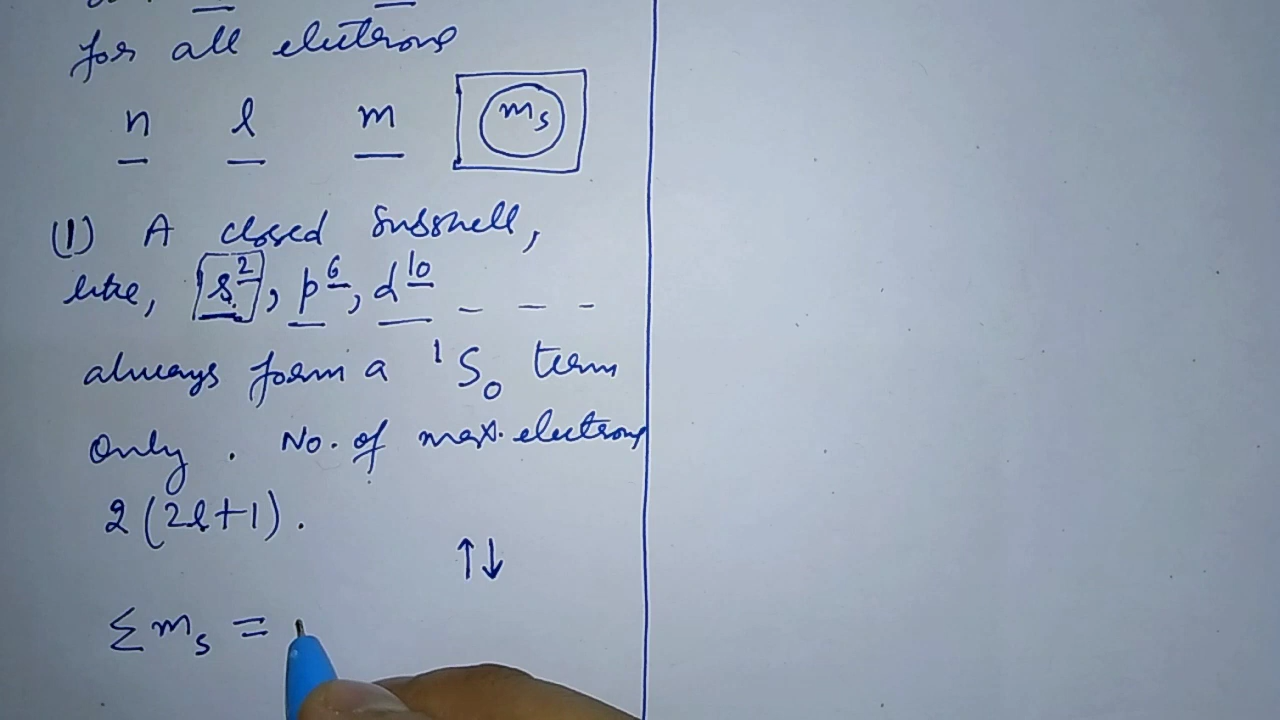 for all electrons
n l m ms
(1) A closed subshell,
like, s², p⁶, d¹⁰ - - -
always form a ¹S₀ term
only. No. of max. electrons
2(2l+1).
↑↓
Σ ms =